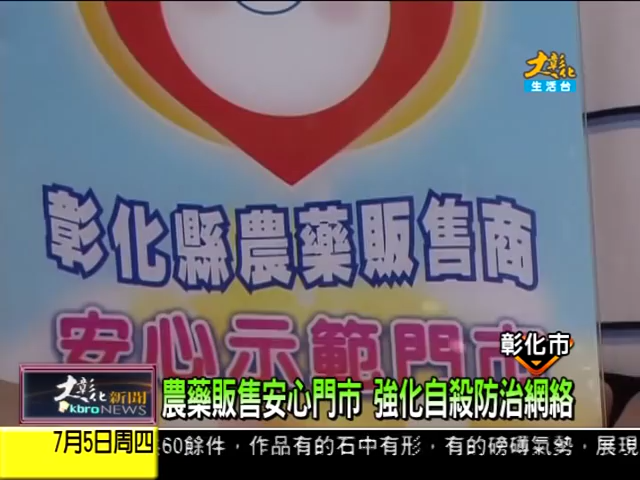 大彰化
生活台
彰化縣農藥販售商
安心示範門市
彰化市
大彰化新聞
kbro NEWS
農藥販售安心門市 強化自殺防治網絡
7月5日周四
60餘件，作品有的石中有形，有的磅礡氣勢，展現